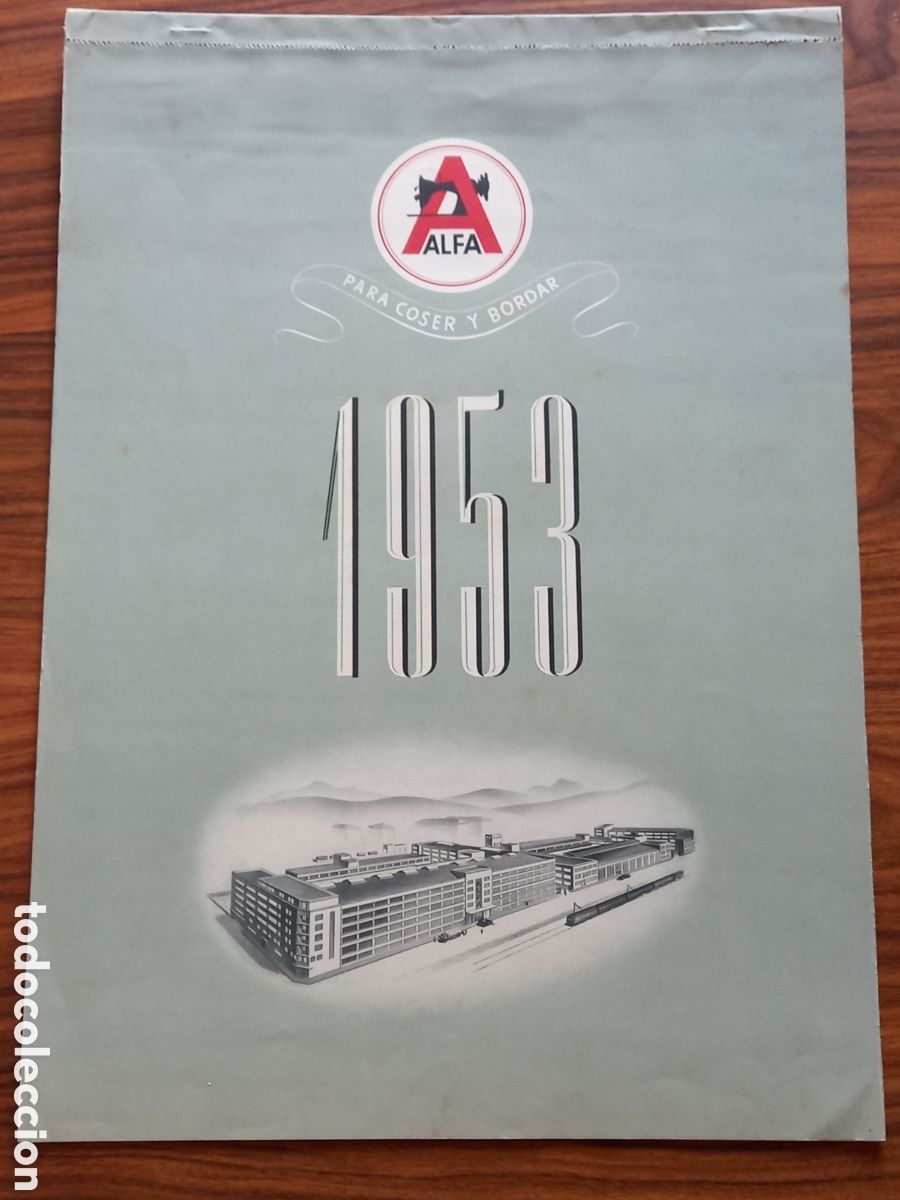 ALFA
PARA COSER Y BORDAR
1953
todocoleccion